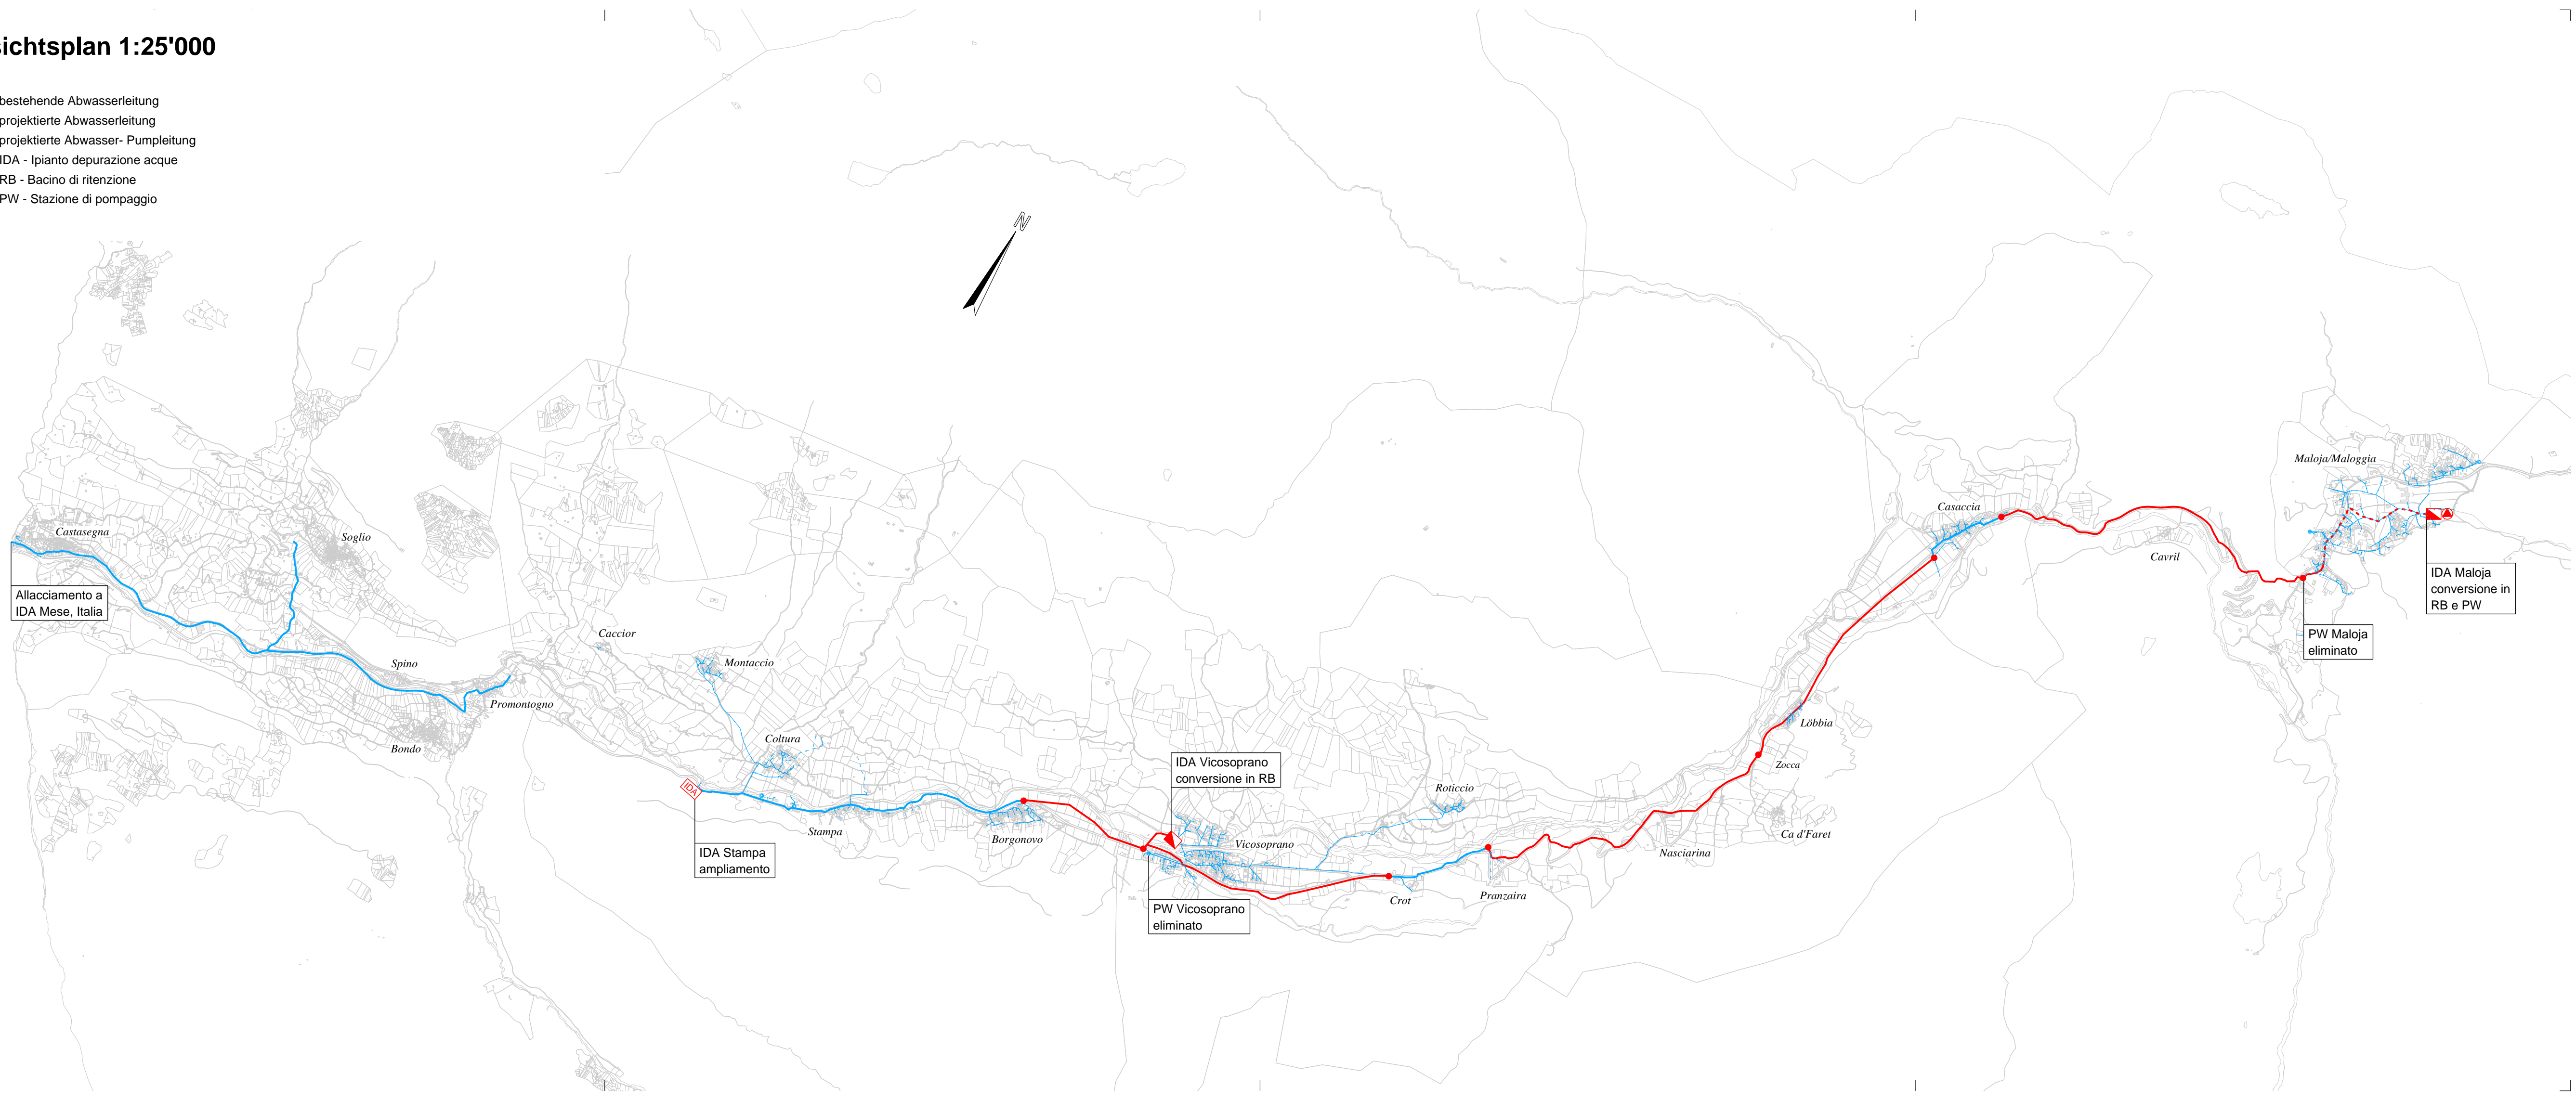 sichtsplan 1:25'000
bestehende Abwasserleitung
projektierte Abwasserleitung
projektierte Abwasser- Pumpleitung
IDA - Ipianto depurazione acque
RB - Bacino di ritenzione
PW - Stazione di pompaggio
N
Castasegna
Soglio
Allacciamento a
IDA Mese, Italia
Spino
Promontogno
Bondo
Caccior
Montaccio
Coltura
IDA
Stampa
IDA Stampa
ampliamento
Borgonovo
IDA Vicosoprano
conversione in RB
Vicosoprano
PW Vicosoprano
eliminato
Roticcio
Crot
Pranzaira
Nasciarina
Ca d'Faret
Zocca
Löbbia
Casaccia
Cavril
Maloja/Maloggia
IDA Maloja
conversione in
RB e PW
PW Maloja
eliminato